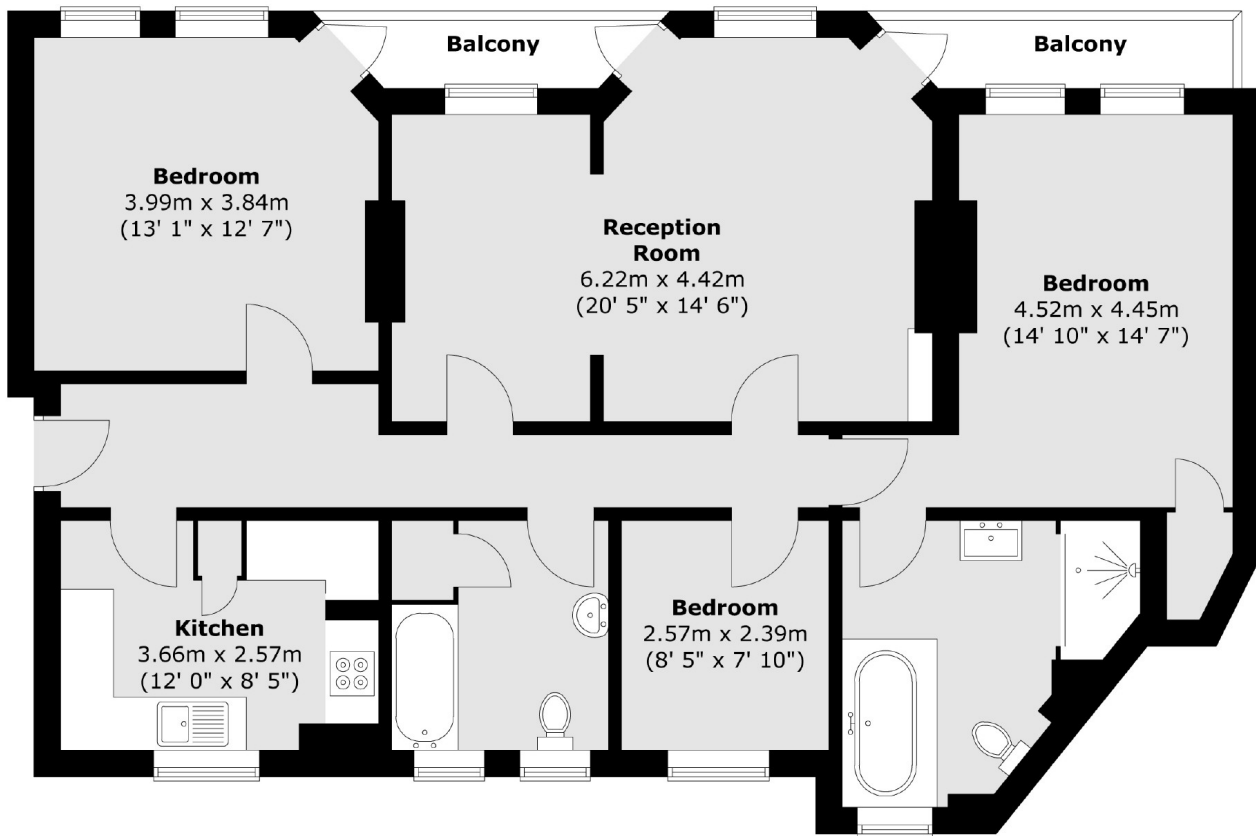 Balcony
Balcony
Bedroom
3.99m x 3.84m
(13' 1" x 12' 7")
Reception
Room
6.22m x 4.42m
(20' 5" x 14' 6")
Bedroom
4.52m x 4.45m
(14' 10" x 14' 7")
Kitchen
3.66m x 2.57m
(12' 0" x 8' 5")
Bedroom
2.57m x 2.39m
(8' 5" x 7' 10")